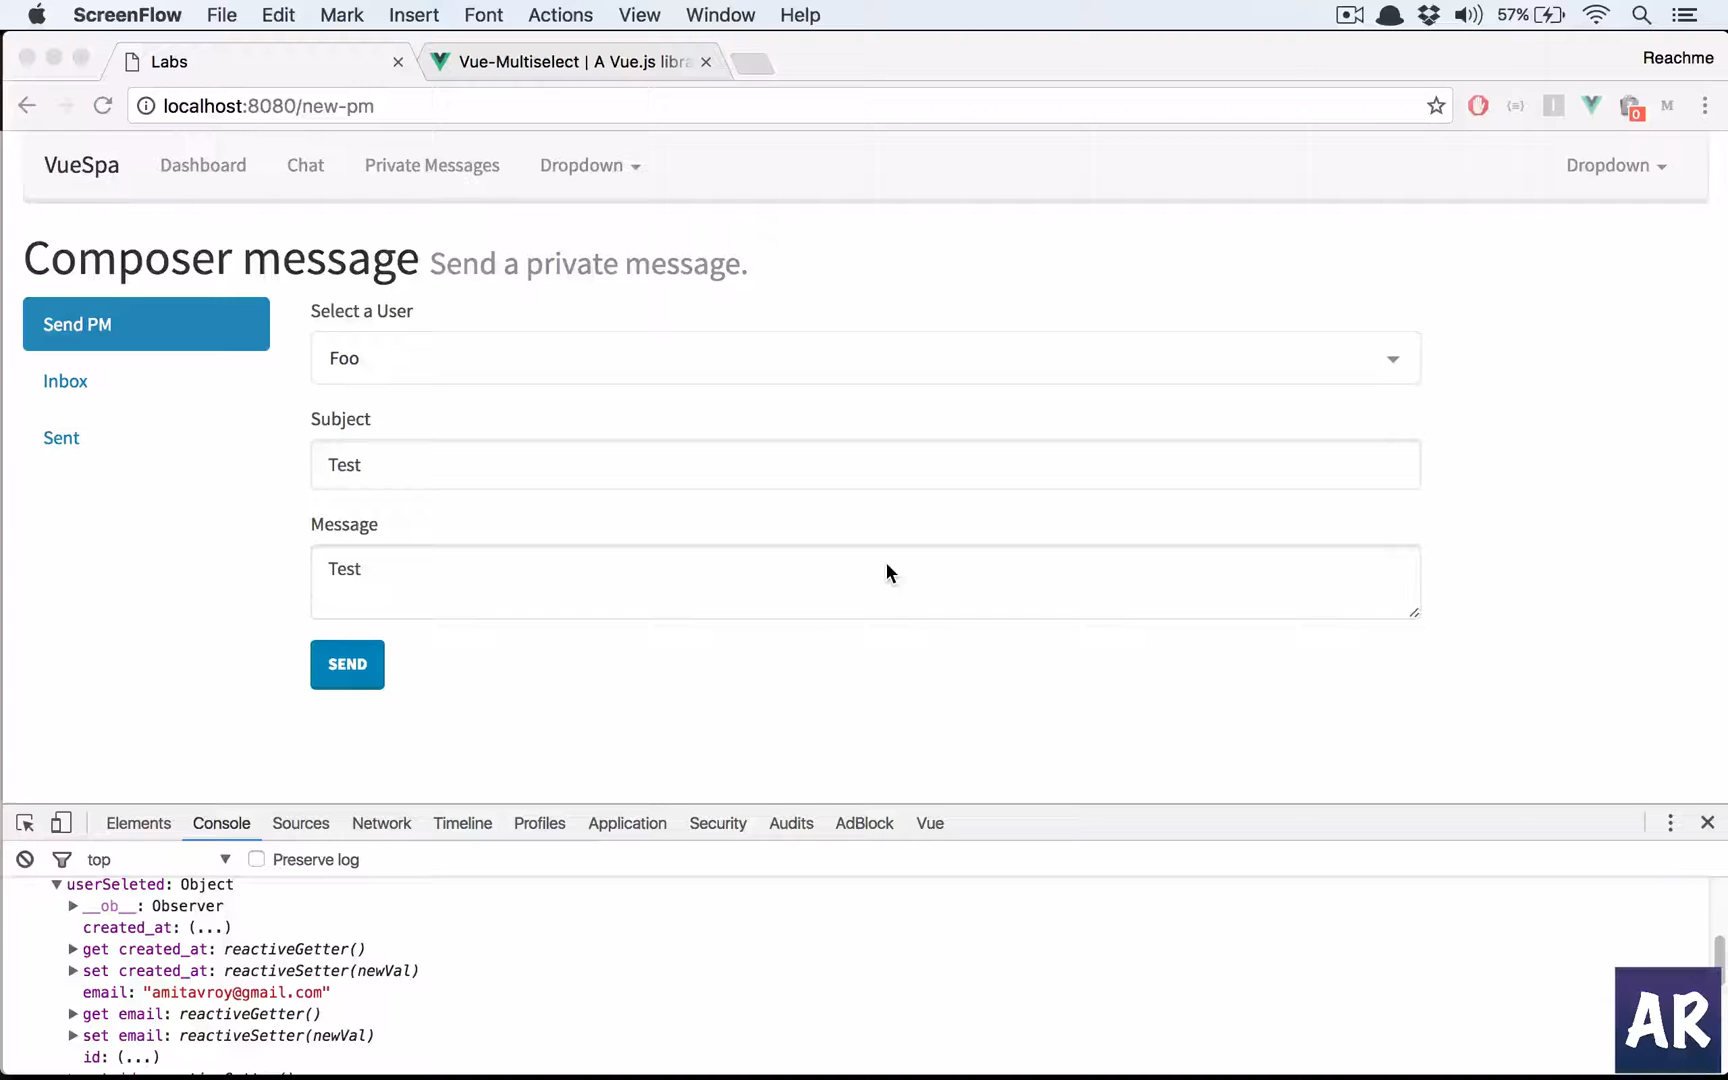 ScreenFlow File Edit Mark Insert Font Actions View Window Help 57%
Labs Vue-Multiselect | A Vue.js libra Reachme
localhost:8080/new-pm 0 M
VueSpa Dashboard Chat Private Messages Dropdown Dropdown
Composer message Send a private message.
Send PM
Inbox
Sent
Select a User
Foo
Subject
Test
Message
Test
SEND
Elements Console Sources Network Timeline Profiles Application Security Audits AdBlock Vue
top Preserve log
userSeleted: Object
__ob__: Observer
created_at: (...)
get created_at: reactiveGetter()
set created_at: reactiveSetter(newVal)
email: "amitavroy@gmail.com"
get email: reactiveGetter()
set email: reactiveSetter(newVal)
id: (...)
AR